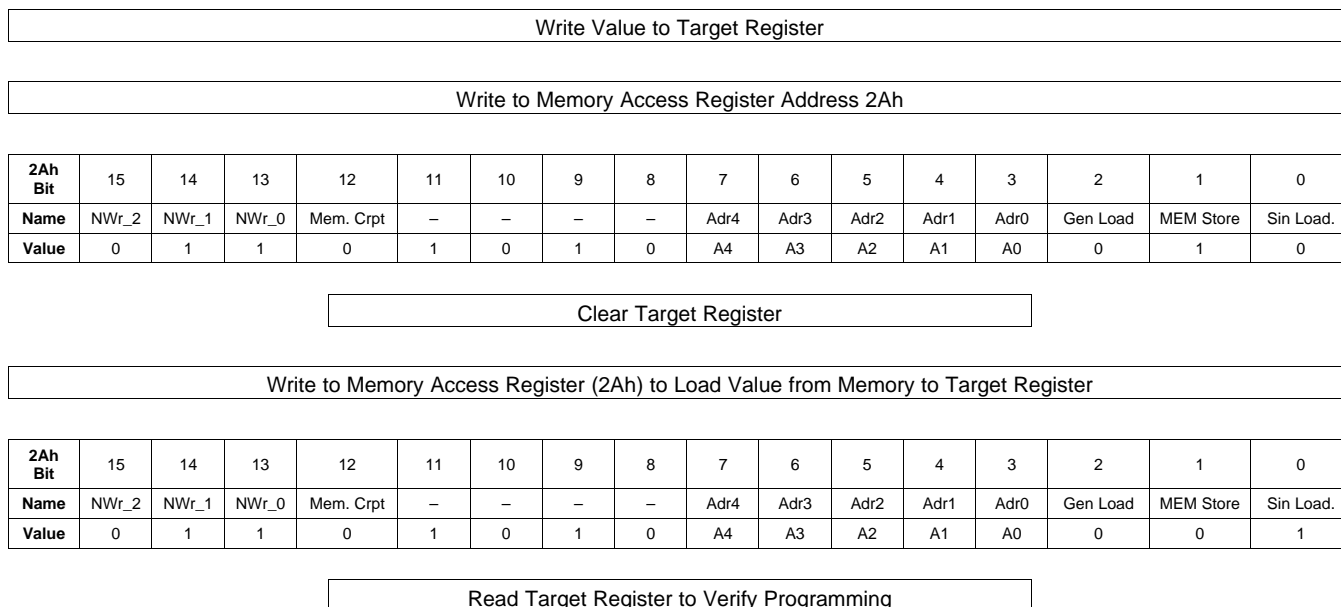 Write Value to Target Register
Write to Memory Access Register Address 2Ah
2Ah Bit 15 14 13 12 11 10 9 8 7 6 5 4 3 2 1 0
Name NWr_2 NWr_1 NWr_0 Mem. Crpt – – – – Adr4 Adr3 Adr2 Adr1 Adr0 Gen Load MEM Store Sin Load.
Value 0 1 1 0 1 0 1 0 A4 A3 A2 A1 A0 0 1 0
Clear Target Register
Write to Memory Access Register (2Ah) to Load Value from Memory to Target Register
2Ah Bit 15 14 13 12 11 10 9 8 7 6 5 4 3 2 1 0
Name NWr_2 NWr_1 NWr_0 Mem. Crpt – – – – Adr4 Adr3 Adr2 Adr1 Adr0 Gen Load MEM Store Sin Load.
Value 0 1 1 0 1 0 1 0 A4 A3 A2 A1 A0 0 0 1
Read Target Register to Verify Programming